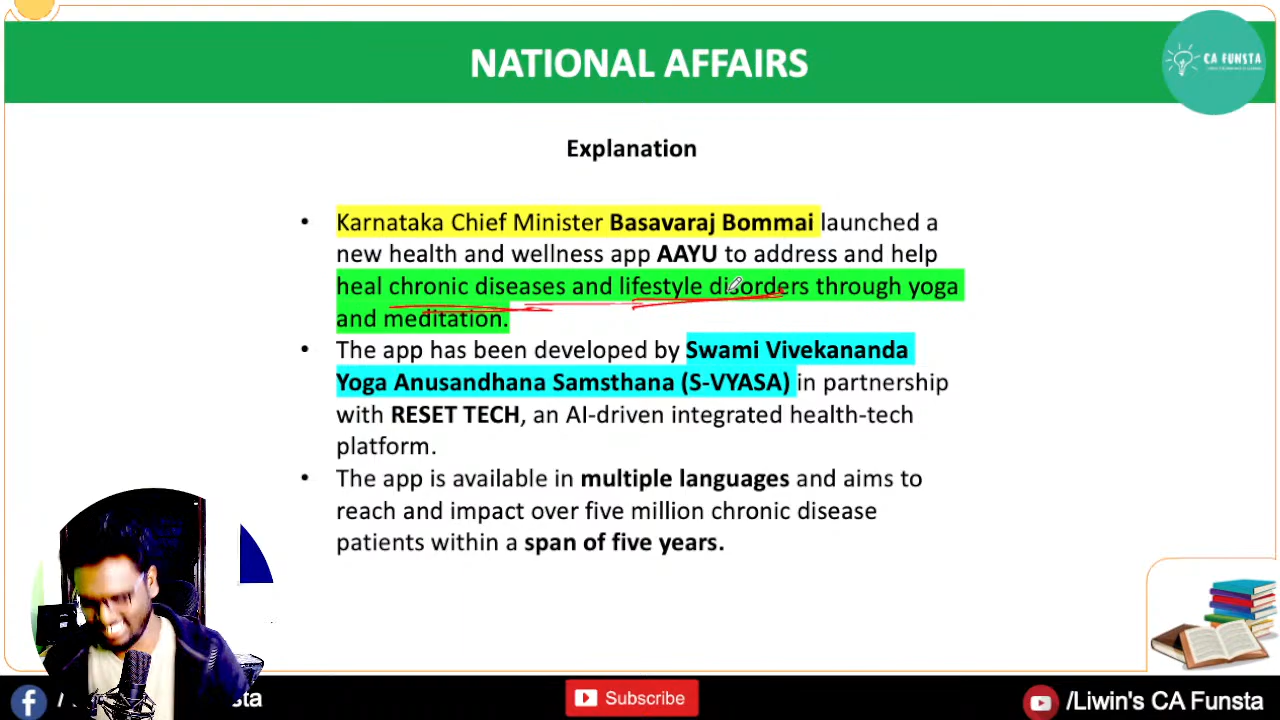 NATIONAL AFFAIRS
CA FUNSTA
Explanation
• Karnataka Chief Minister Basavaraj Bommai launched a
new health and wellness app AAYU to address and help
heal chronic diseases and lifestyle disorders through yoga
and meditation.
• The app has been developed by Swami Vivekananda
Yoga Anusandhana Samsthana (S-VYASA) in partnership
with RESET TECH, an AI-driven integrated health-tech
platform.
• The app is available in multiple languages and aims to
reach and impact over five million chronic disease
patients within a span of five years.
Subscribe
/Liwin's CA Funsta